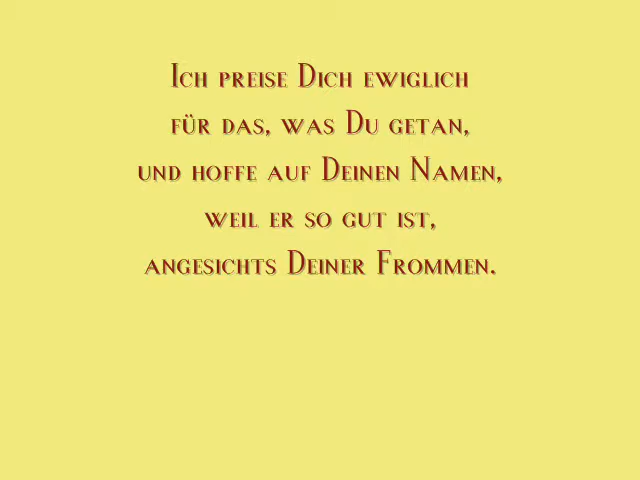 Ich preise Dich ewiglich
für das, was Du getan,
und hoffe auf Deinen Namen,
weil er so gut ist,
angesichts Deiner Frommen.